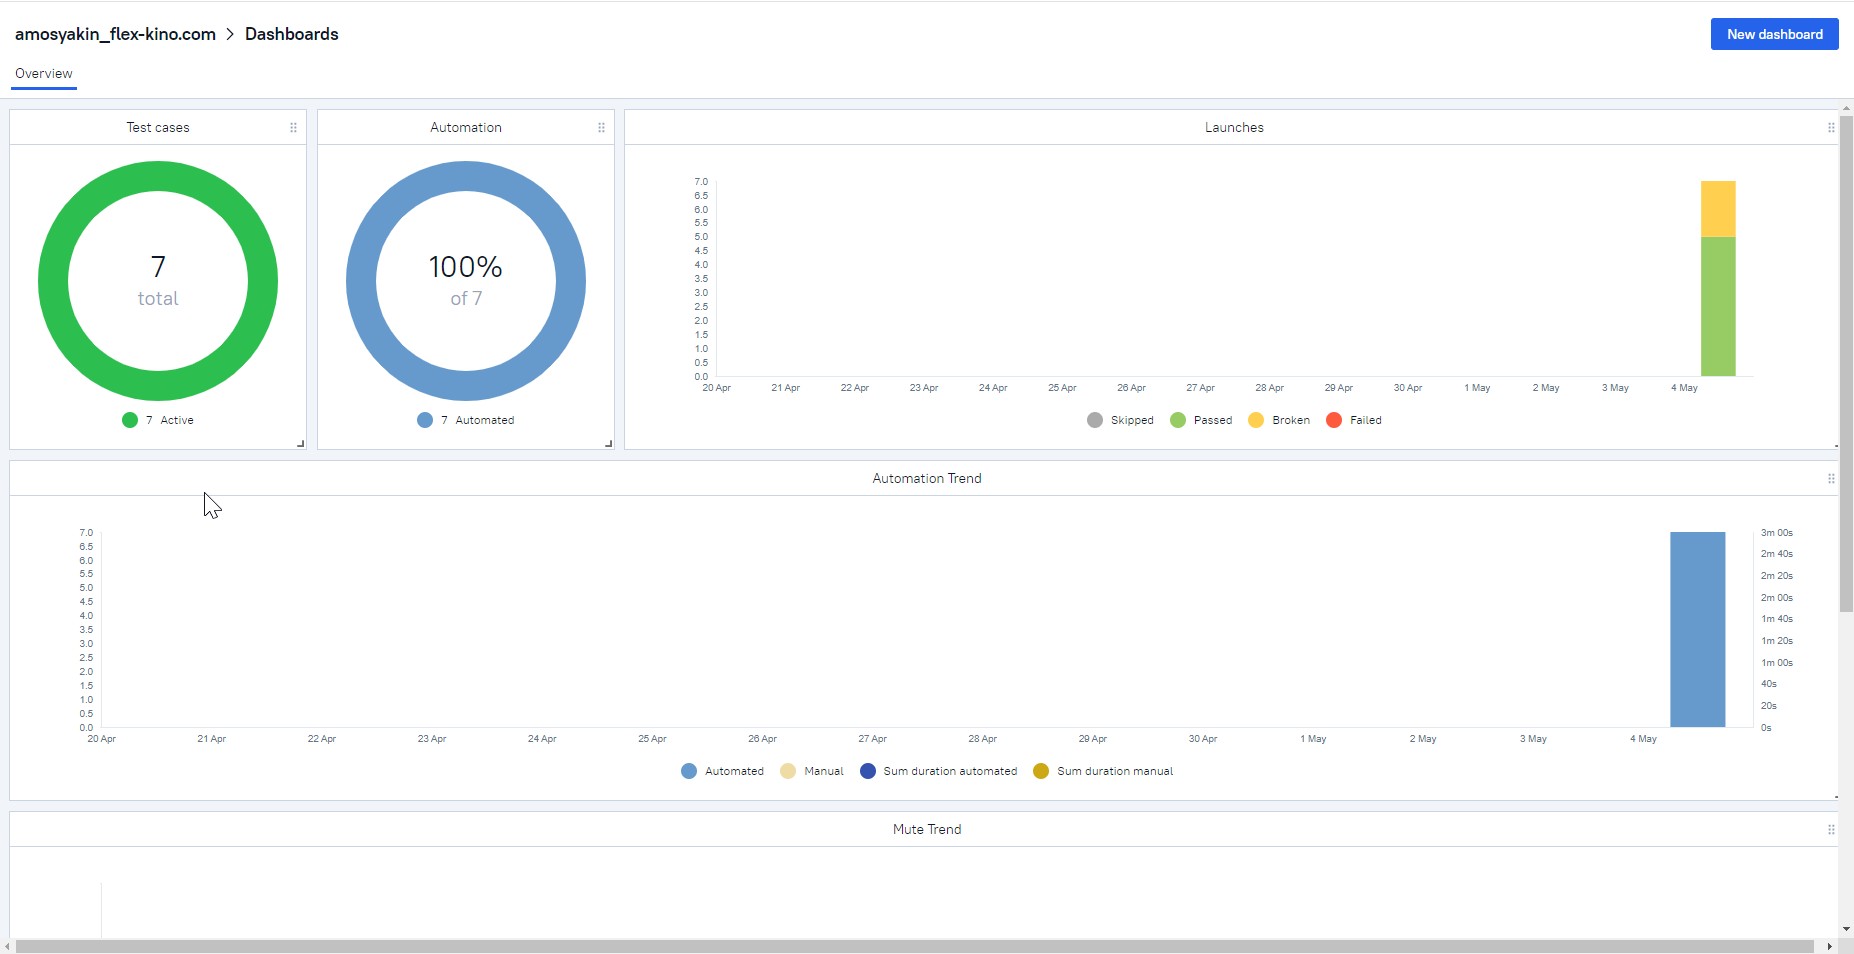 amosyakin_flex-kino.com > Dashboards
New dashboard
Overview
Test cases
7
total
7 Active
Automation
100%
of 7
7 Automated
Launches
7.0
6.5
6.0
5.5
5.0
4.5
4.0
3.5
3.0
2.5
2.0
1.5
1.0
0.5
0.0
20 Apr 21 Apr 22 Apr 23 Apr 24 Apr 25 Apr 26 Apr 27 Apr 28 Apr 29 Apr 30 Apr 1 May 2 May 3 May 4 May
Skipped Passed Broken Failed
Automation Trend
7.0
6.5
6.0
5.5
5.0
4.5
4.0
3.5
3.0
2.5
2.0
1.5
1.0
0.5
0.0
3m 00s
2m 40s
2m 20s
2m 00s
1m 40s
1m 20s
1m 00s
40s
20s
0s
20 Apr 21 Apr 22 Apr 23 Apr 24 Apr 25 Apr 26 Apr 27 Apr 28 Apr 29 Apr 30 Apr 1 May 2 May 3 May 4 May
Automated Manual Sum duration automated Sum duration manual
Mute Trend